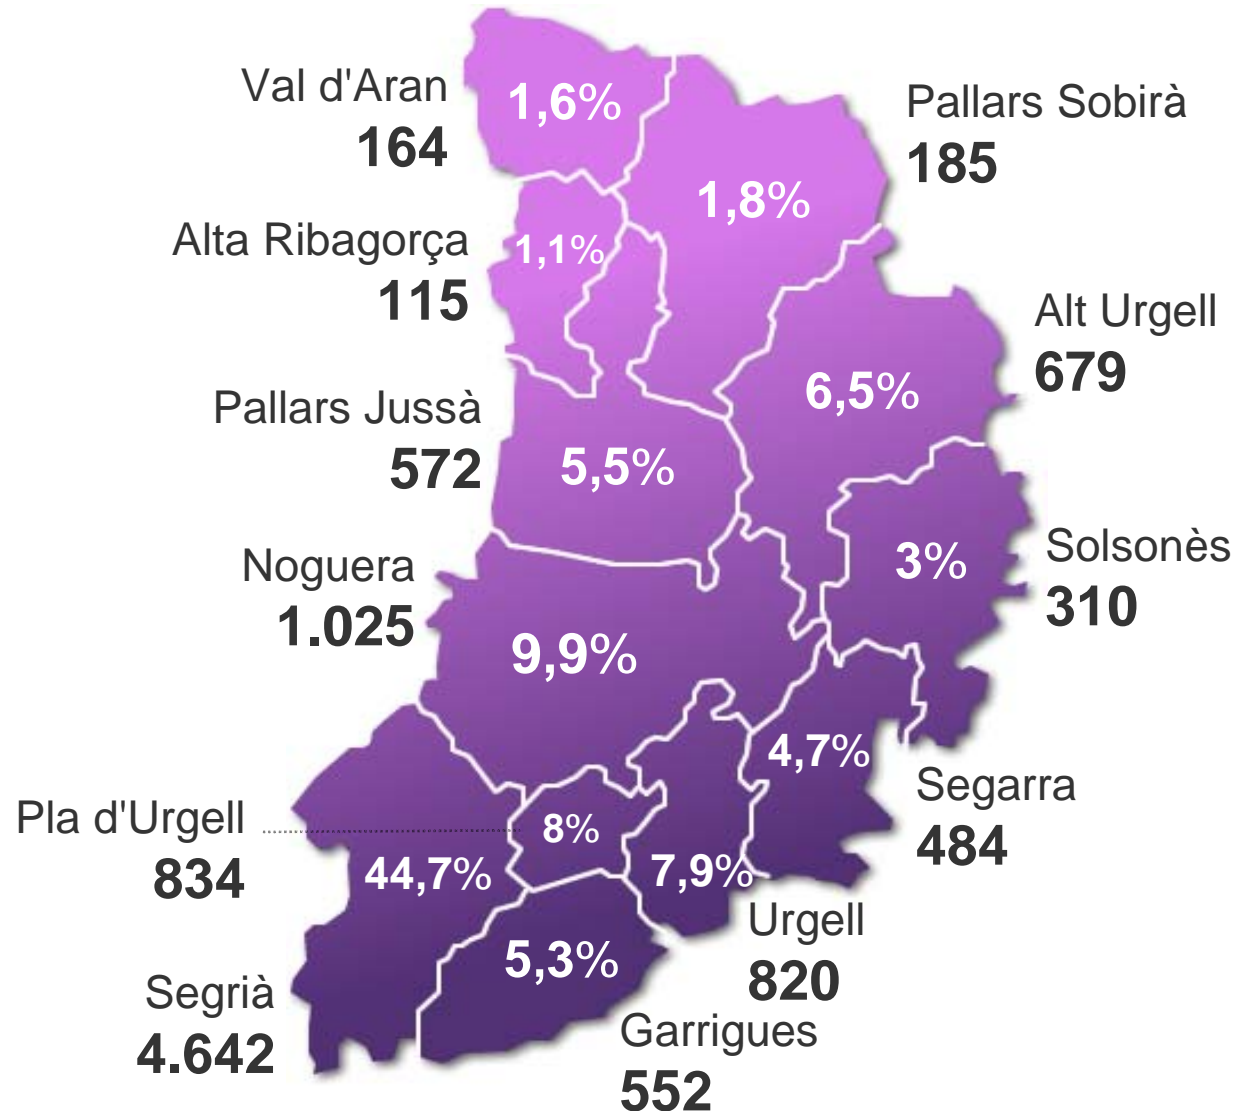 Val d'Aran
164
1,6%
Pallars Sobirà
185
1,8%
Alta Ribagorça
115
1,1%
Alt Urgell
679
6,5%
Pallars Jussà
572
5,5%
Solsonès
310
3%
Noguera
1.025
9,9%
Segarra
484
4,7%
Pla d'Urgell
834
8%
44,7%
7,9%
Urgell
820
Segrià
4.642
5,3%
Garrigues
552